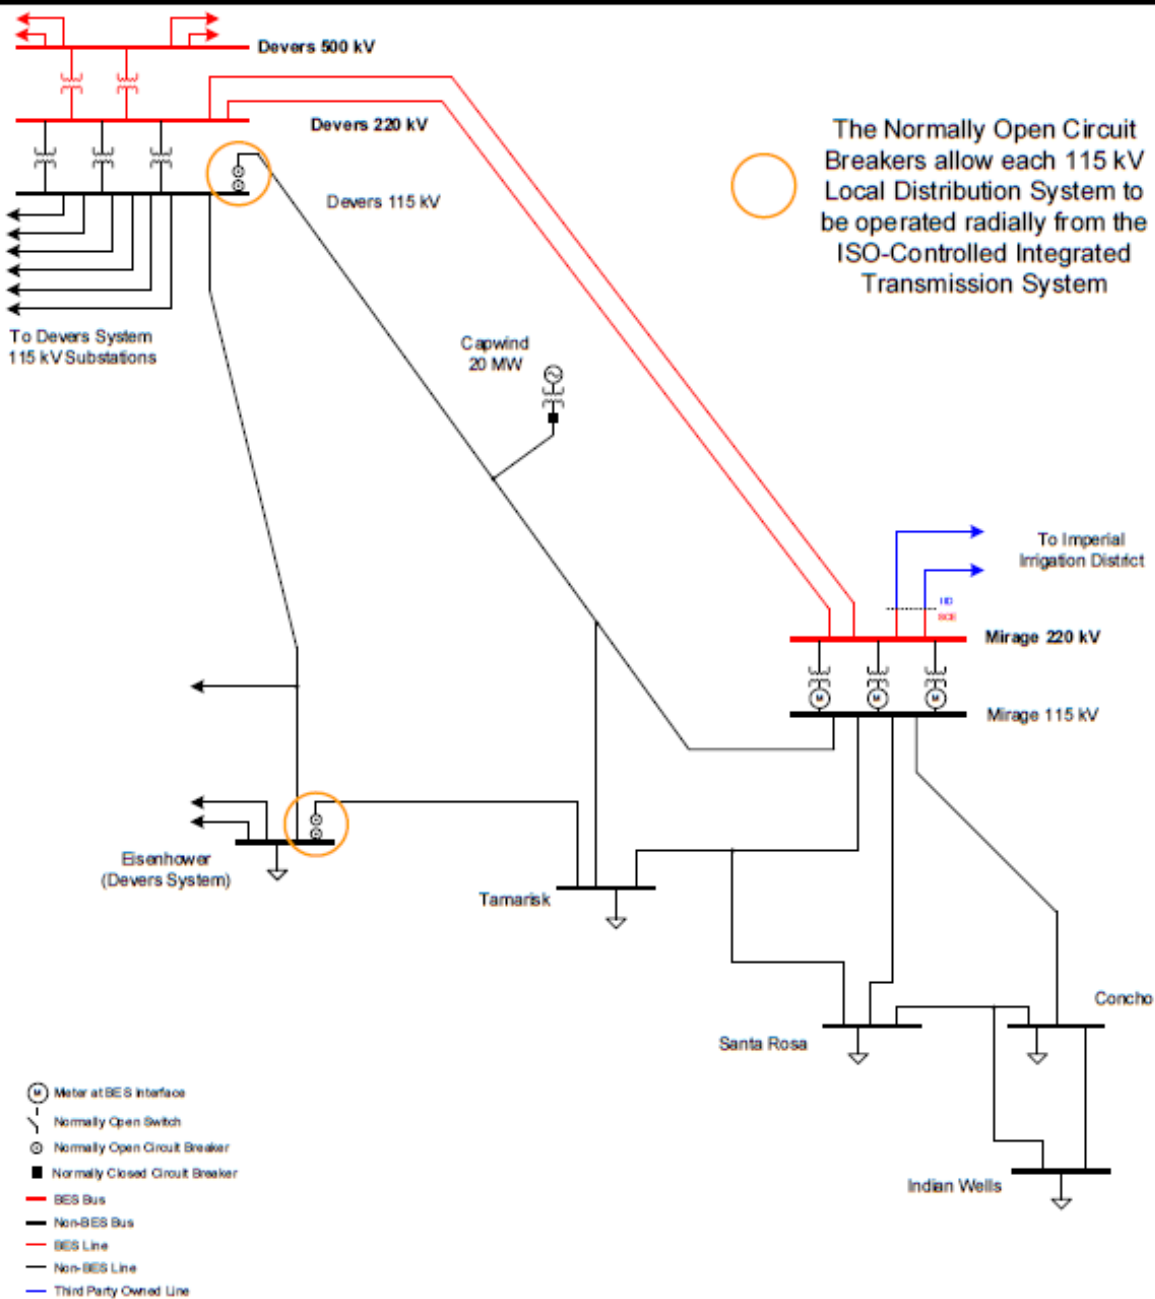 Devers 500 kV
Devers 220 kV
Devers 115 kV
The Normally Open Circuit
Breakers allow each 115 kV
Local Distribution System to
be operated radially from the
ISO-Controlled Integrated
Transmission System
To Devers System
115 kV Substations
Capwind
20 MW
To Imperial
Irrigation District
IID
SCE
Mirage 220 kV
M M M
Mirage 115 kV
Eisenhower
(Devers System)
Tamarisk
Concho
Santa Rosa
Indian Wells
M Meter at BES Interface
Normally Open Switch
Normally Open Circuit Breaker
Normally Closed Circuit Breaker
BES Bus
Non-BES Bus
BES Line
Non-BES Line
Third Party Owned Line